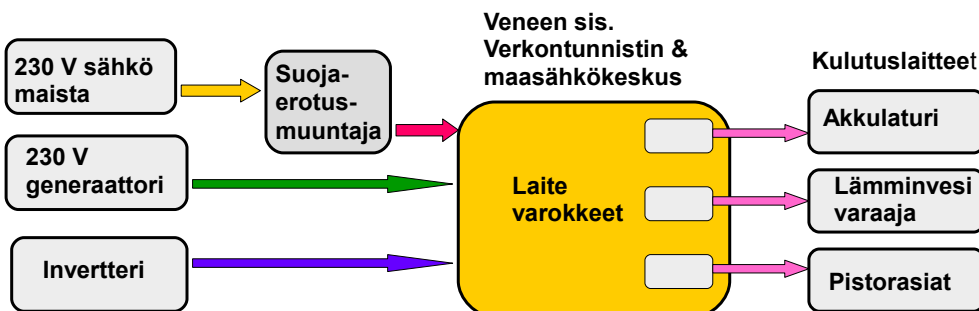 230 V sähkö
maista
Suoja-
erotus-
muuntaja
230 V
generaattori
Invertteri
Veneen sis.
Verkontunnistin &
maasähkökeskus
Laite
varokkeet
Kulutuslaitteet
Akkulaturi
Lämminvesi
varaaja
Pistorasiat